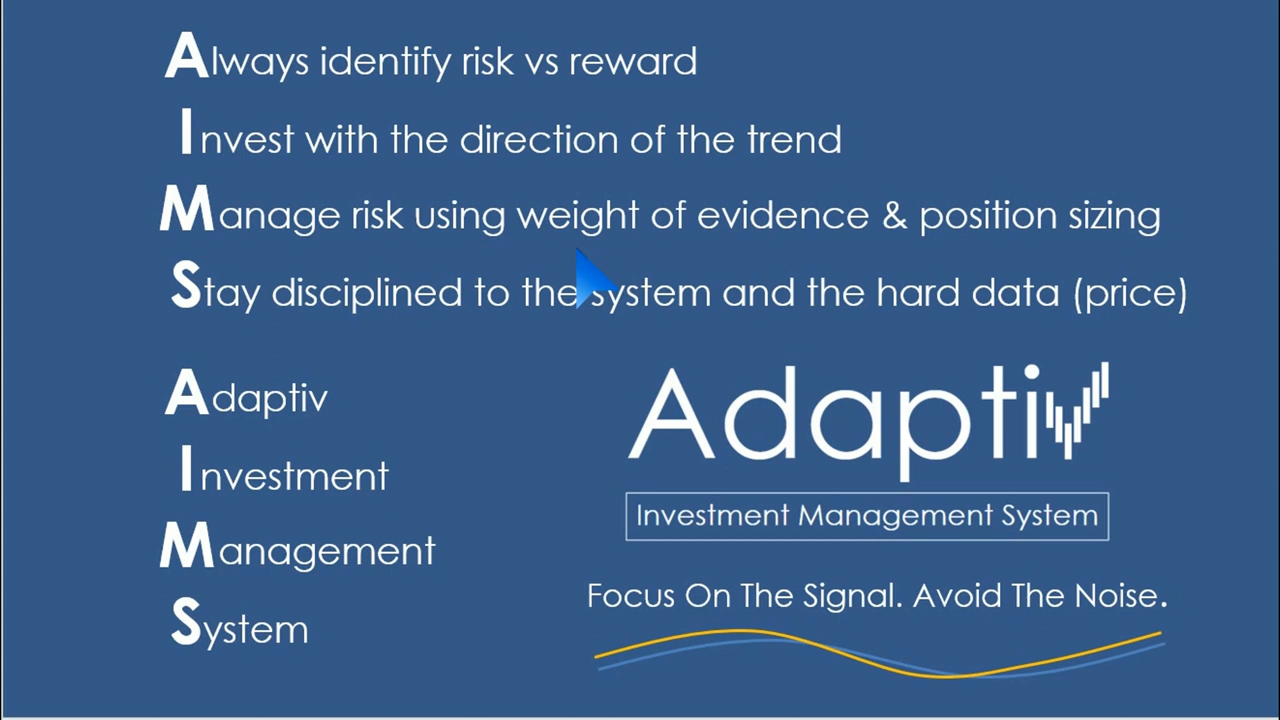 Always identify risk vs reward
Invest with the direction of the trend
Manage risk using weight of evidence & position sizing
Stay disciplined to the system and the hard data (price)
Adaptiv
Investment
Management
System
Adaptiv
Investment Management System
Focus On The Signal. Avoid The Noise.